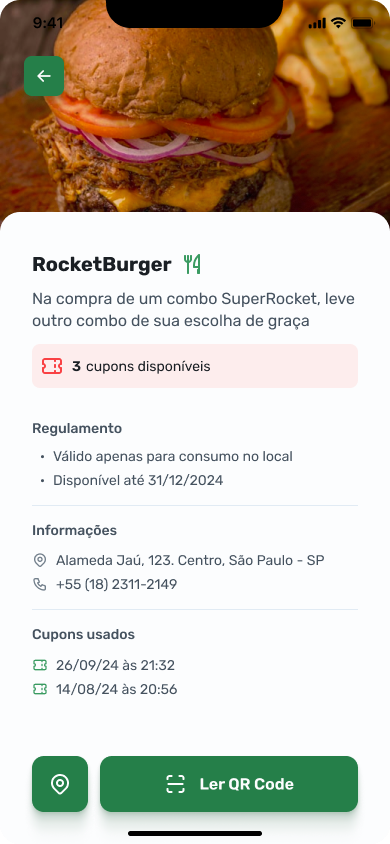 9:41
RocketBurger
Na compra de um combo SuperRocket, leve
outro combo de sua escolha de graça
3 cupons disponíveis
Regulamento
• Válido apenas para consumo no local
• Disponível até 31/12/2024
Informações
Alameda Jaú, 123. Centro, São Paulo - SP
+55 (18) 2311-2149
Cupons usados
26/09/24 às 21:32
14/08/24 às 20:56
Ler QR Code